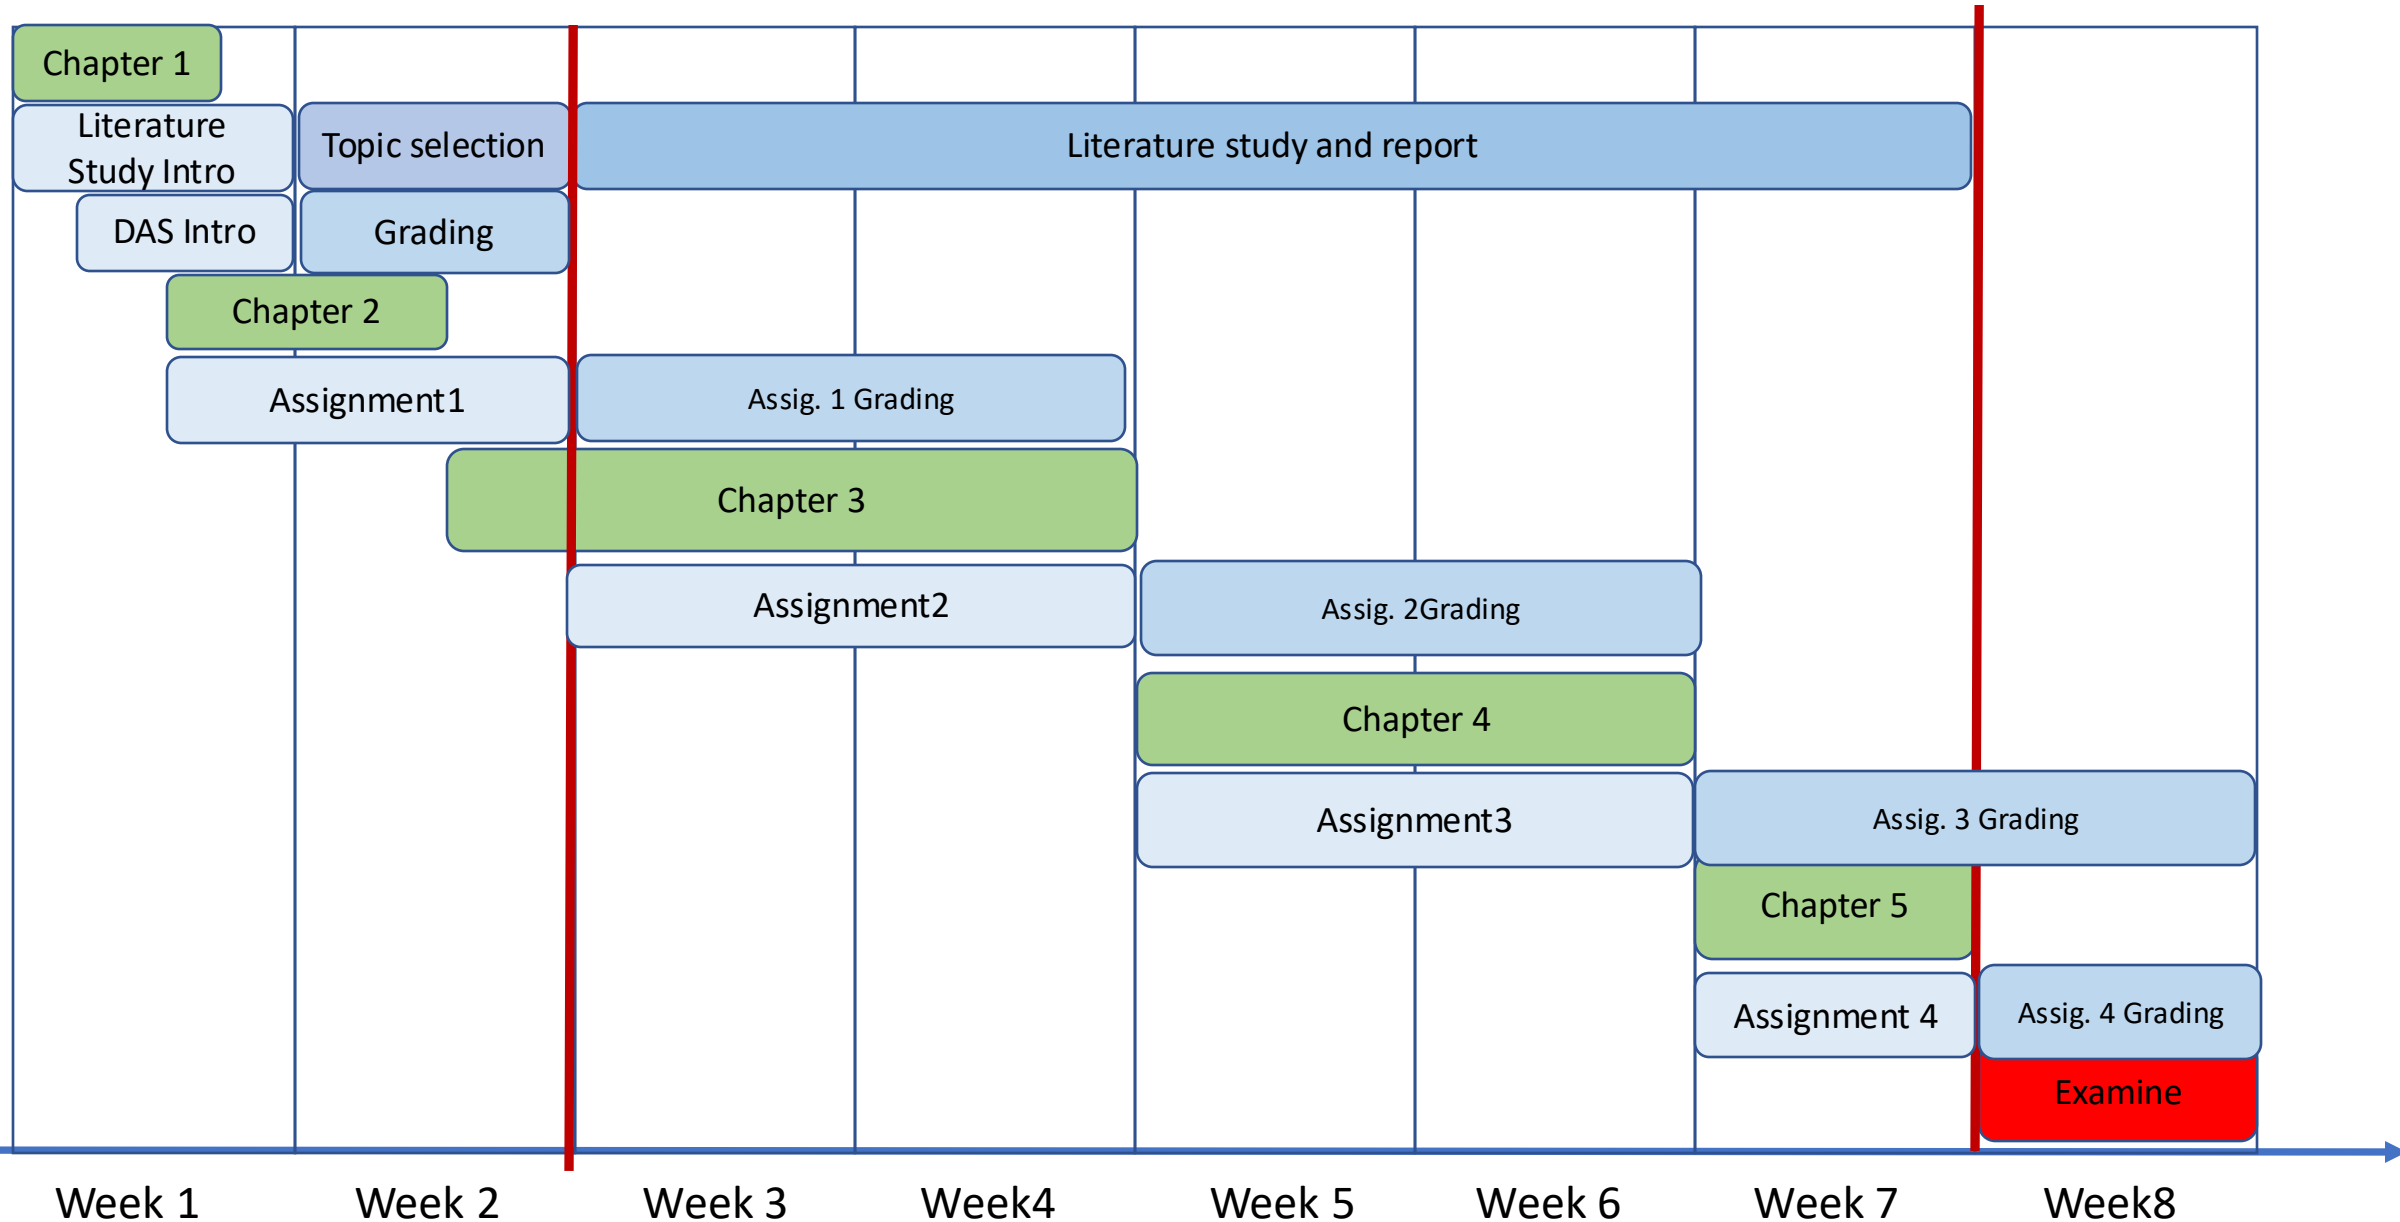 Chapter 1
Literature
Study Intro
Topic selection
Literature study and report
DAS Intro
Grading
Chapter 2
Assignment1
Assig. 1 Grading
Chapter 3
Assignment2
Assig. 2Grading
Chapter 4
Assignment3
Assig. 3 Grading
Chapter 5
Assignment 4
Assig. 4 Grading
Examine
Week 1
Week 2
Week 3
Week4
Week 5
Week 6
Week 7
Week8